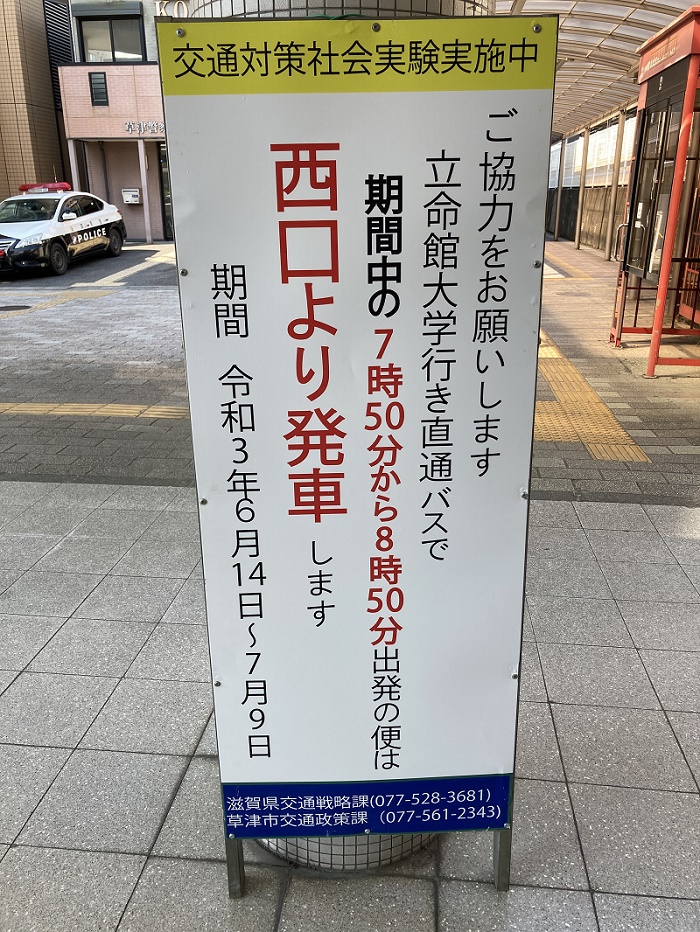 交通対策社会実験実施中
ご協力をお願いします
立命館大学行き直通バスで
期間中の7時50分から8時50分出発の便は
西口より発車します
期間 令和3年6月14日～7月9日
滋賀県交通戦略課(077-528-3681)
草津市交通政策課（077-561-2343)
KO
POLICE